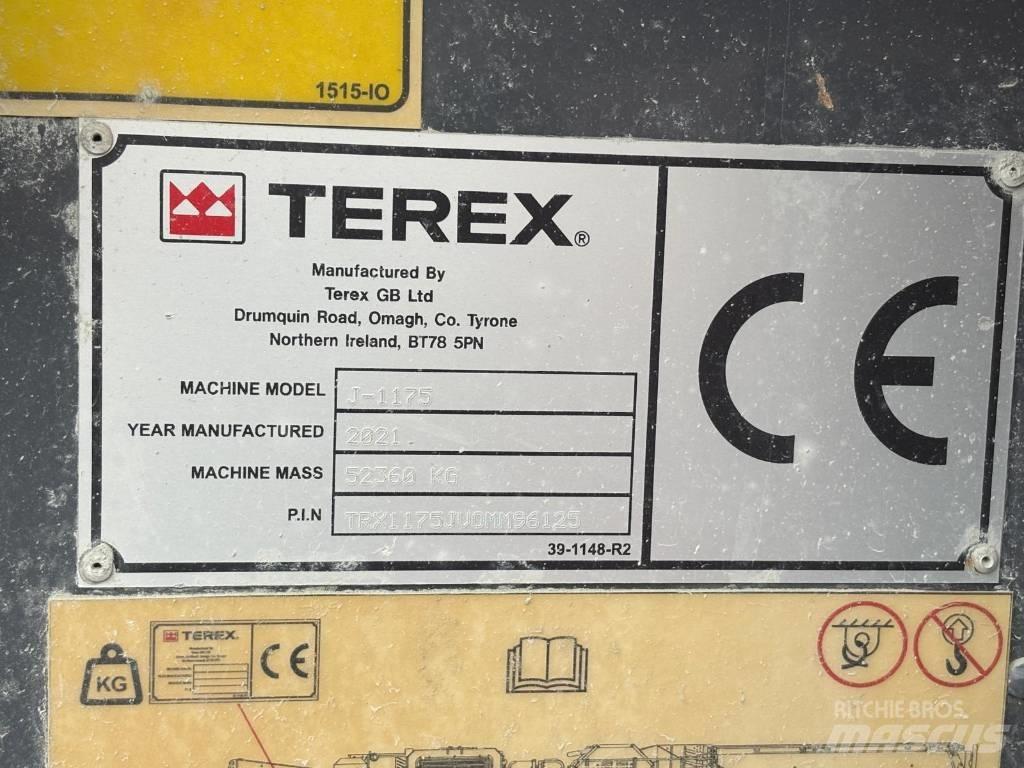 1515-IO
TEREX®
Manufactured By
Terex GB Ltd
Drumquin Road, Omagh, Co. Tyrone
Northern Ireland, BT78 5PN
MACHINE MODEL J-1175
YEAR MANUFACTURED 2021.
MACHINE MASS 52360 KG
P.I.N TRX1175JVOMM96125
39-1148-R2
CE
KG
TEREX
CE
RITCHIE BROS.
MASCUS